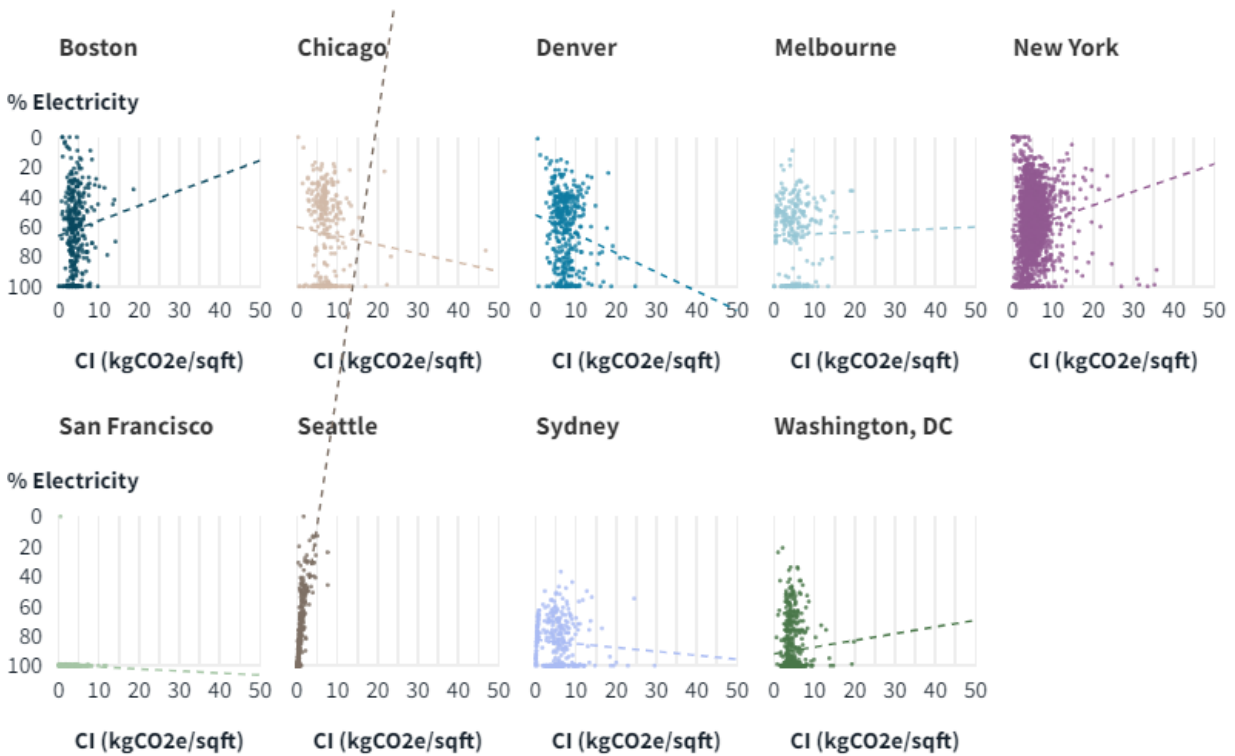 Boston Chicago Denver Melbourne New York
% Electricity
0
20
40
60
80
100
0 10 20 30 40 50 0 10 20 30 40 50 0 10 20 30 40 50 0 10 20 30 40 50 0 10 20 30 40 50
CI (kgCO2e/sqft) CI (kgCO2e/sqft) CI (kgCO2e/sqft) CI (kgCO2e/sqft) CI (kgCO2e/sqft)
San Francisco Seattle Sydney Washington, DC
% Electricity
0
20
40
60
80
100
0 10 20 30 40 50 0 10 20 30 40 50 0 10 20 30 40 50 0 10 20 30 40 50
CI (kgCO2e/sqft) CI (kgCO2e/sqft) CI (kgCO2e/sqft) CI (kgCO2e/sqft)